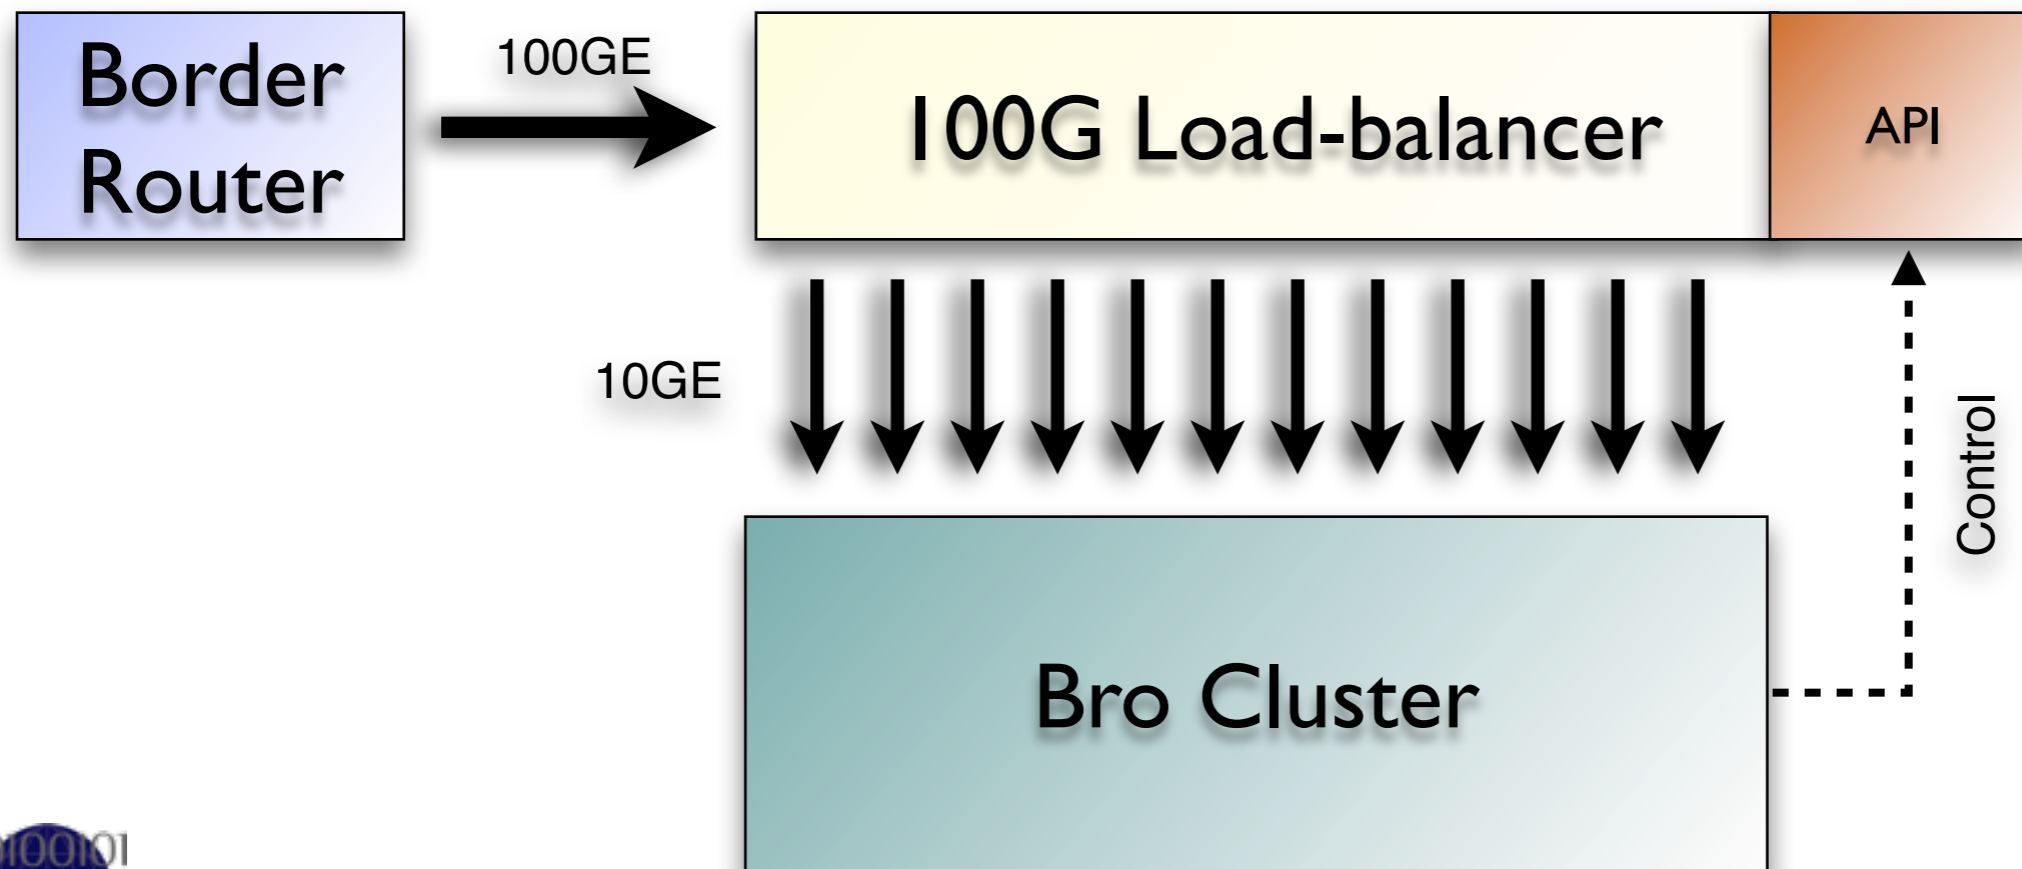 Border
Router
100GE
100G Load-balancer
API
10GE
Control
Bro Cluster